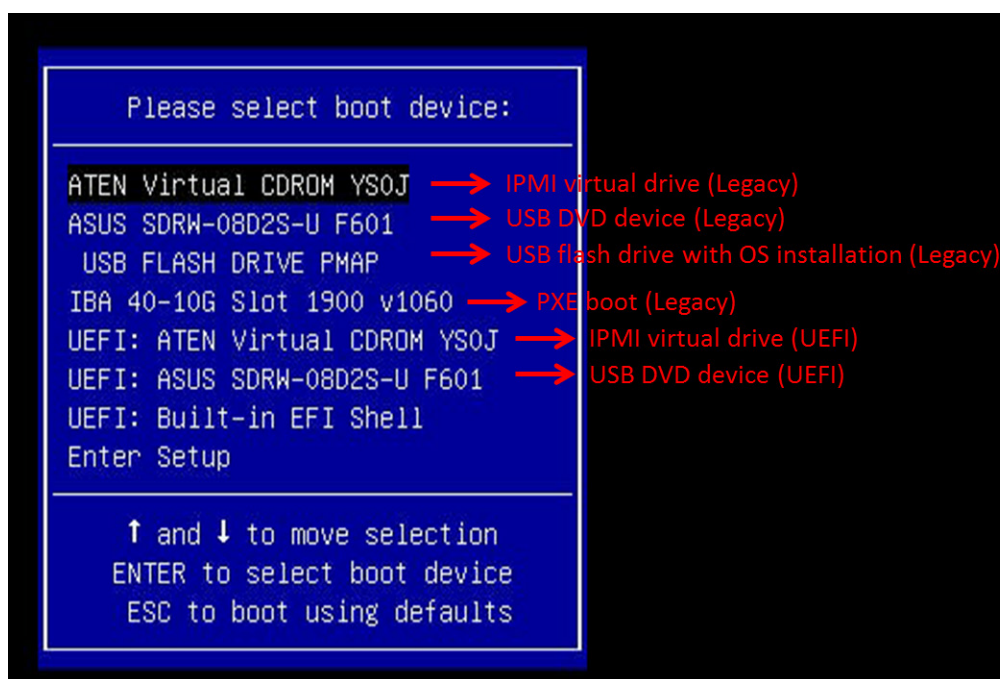 Please select boot device:
ATEN Virtual CDROM YS0J → IPMI virtual drive (Legacy)
ASUS SDRW-08D2S-U F601 → USB DVD device (Legacy)
USB FLASH DRIVE PMAP → USB flash drive with OS installation (Legacy)
IBA 40-10G Slot 1900 v1060 → PXE boot (Legacy)
UEFI: ATEN Virtual CDROM YS0J → IPMI virtual drive (UEFI)
UEFI: ASUS SDRW-08D2S-U F601 → USB DVD device (UEFI)
UEFI: Built-in EFI Shell
Enter Setup
↑ and ↓ to move selection
ENTER to select boot device
ESC to boot using defaults